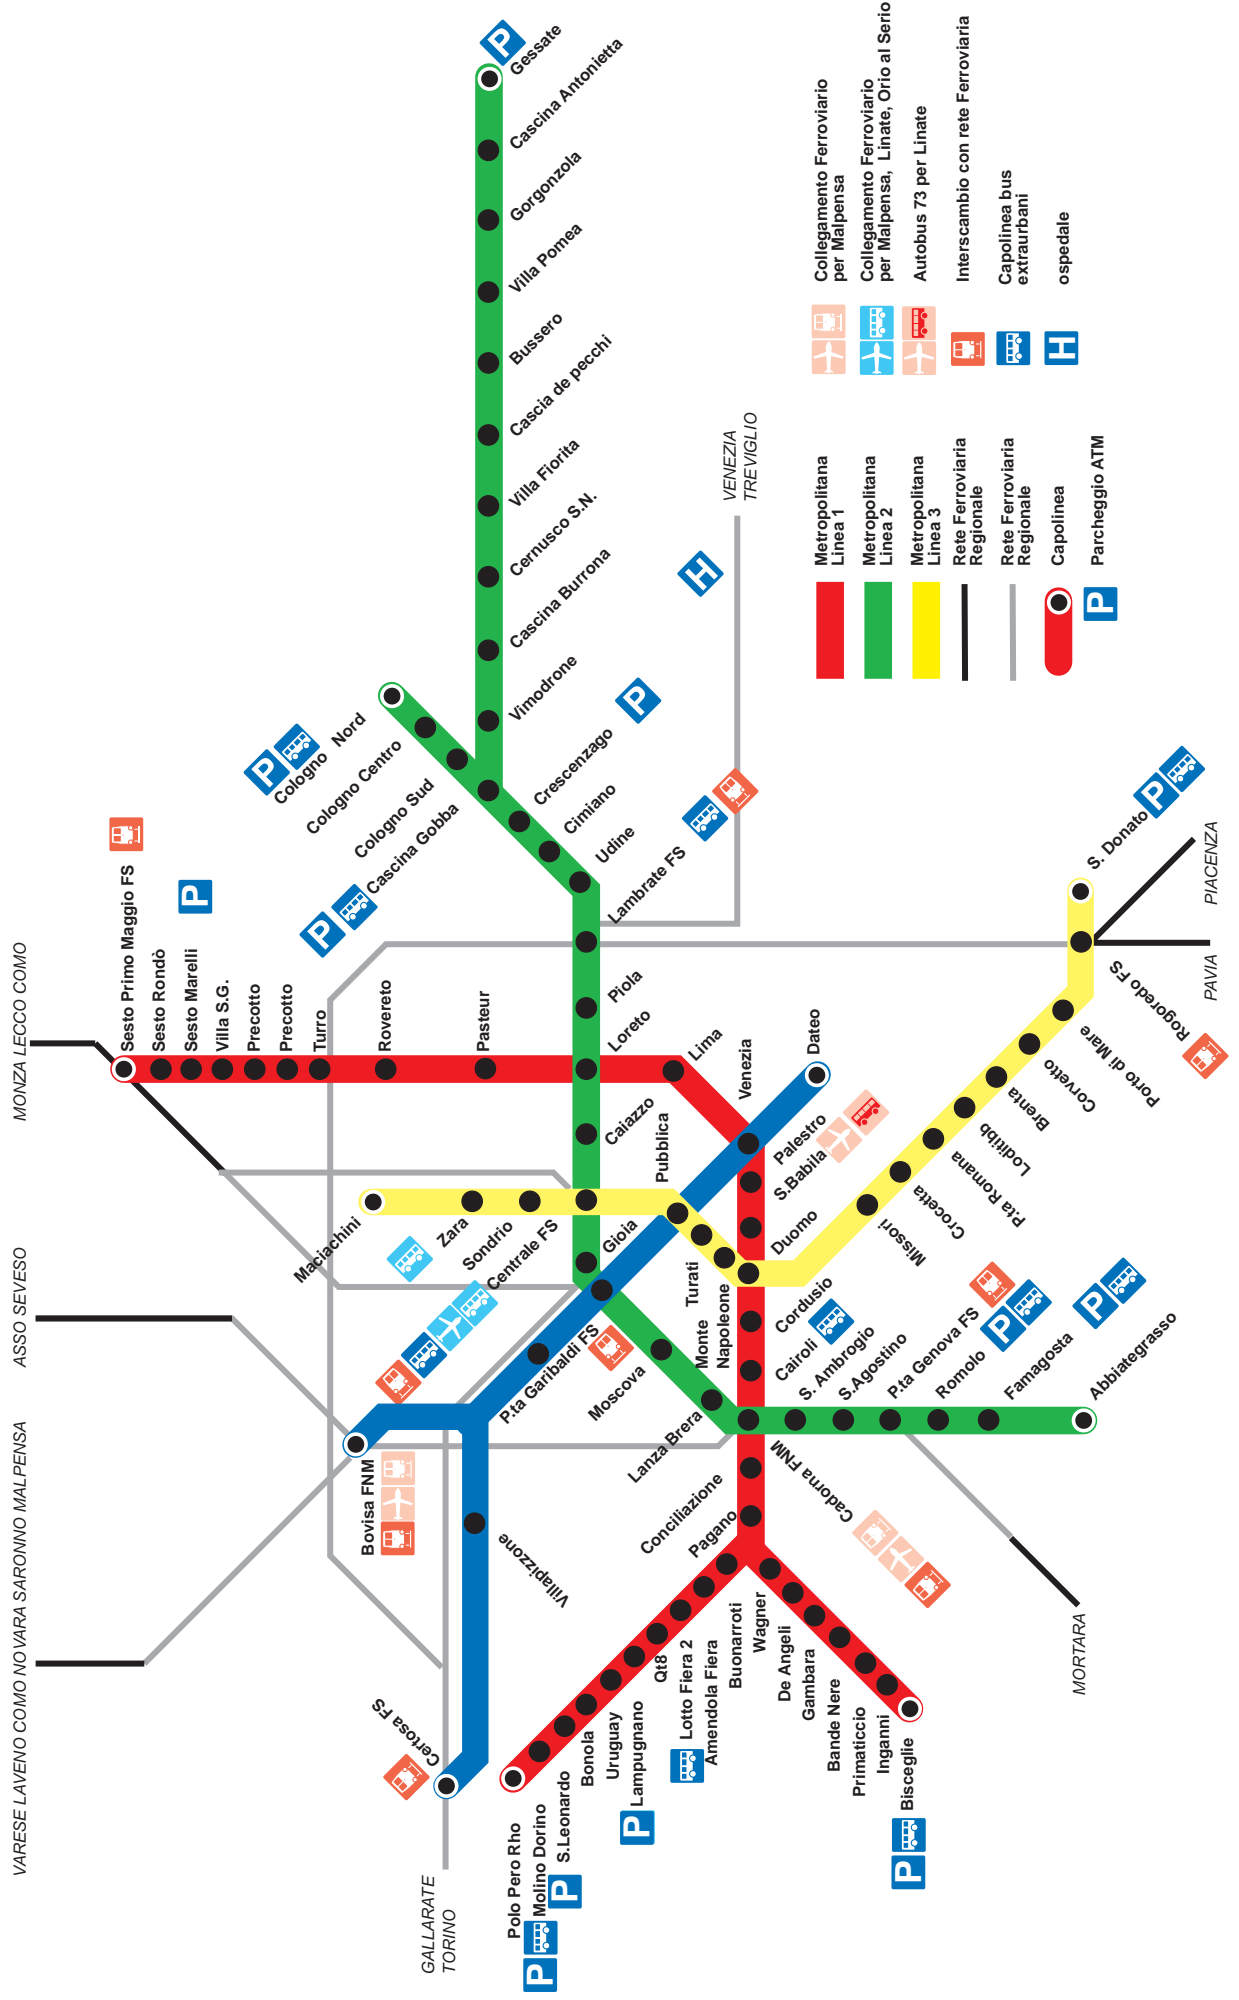 VARESE LAVENO COMO NOVARA SARONNO MALPENSA
ASSO SEVESO
MONZA LECCO COMO
GALLARATE
TORINO
VENEZIA
TREVIGLIO
MORTARA
PAVIA
PIACENZA
Sesto Primo Maggio FS
Sesto Rondò
Sesto Marelli
Villa S.G.
Precotto
Precotto
Turro
Rovereto
Pasteur
Loreto
Lima
Venezia
Palestro
S.Babila
Duomo
Cordusio
Cairoli
Cadorna FNM
Conciliazione
Pagano
Buonarroti
Amendola Fiera
Lotto Fiera 2
Qt8
Lampugnano
P
Uruguay
Bonola
S.Leonardo
P
Molino Dorino
P
Polo Pero Rho
Wagner
De Angeli
Gambara
Bande Nere
Primaticcio
Inganni
Bisceglie
P
Gessate
P
Cascina Antonietta
Gorgonzola
Villa Pomea
Bussero
Cascia de pecchi
Villa Fiorita
Cernusco S.N.
Cascina Burrona
Vimodrone
Cologno Nord
P
Cologno Centro
Cologno Sud
Cascina Gobba
P
Crescenzago
P
Cimiano
Udine
Lambrate FS
H
Piola
Caiazzo
Centrale FS
Gioia
P.ta Garibaldi FS
Moscova
Lanza Brera
S. Ambrogio
S.Agostino
P.ta Genova FS
Romolo
P
Famagosta
P
Abbiategrasso
Maciachini
Zara
Sondrio
Pubblica
Turati
Monte
Napoleone
Missori
Crocetta
P.ta Romana
Loditibb
Brenta
Corvetto
Porto di Mare
Rogoredo FS
S. Donato
P
Certosa FS
Villapizzone
Bovisa FNM
Dateo
P
Metropolitana
Linea 1
Metropolitana
Linea 2
Metropolitana
Linea 3
Rete Ferroviaria
Regionale
Rete Ferroviaria
Regionale
Capolinea
P
Parcheggio ATM
Collegamento Ferroviario
per Malpensa
Collegamento Ferroviario
per Malpensa, Linate, Orio al Serio
Autobus 73 per Linate
Interscambio con rete Ferroviaria
Capolinea bus
extraurbani
H
ospedale